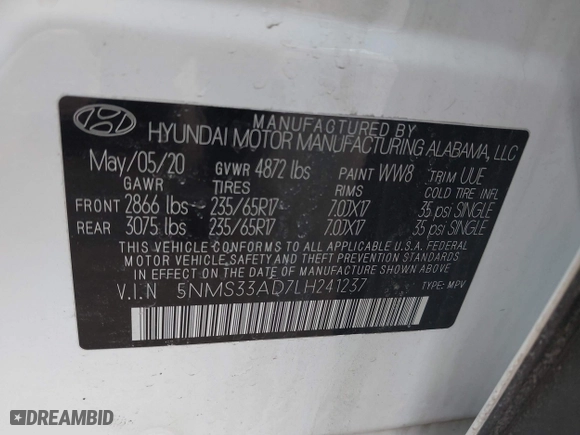 MANUFACTURED BY
HYUNDAI MOTOR MANUFACTURING ALABAMA, LLC
May/05/20 GVWR 4872 lbs PAINT WW8 TRIM UUE
GAWR TIRES RIMS COLD TIRE INFL
FRONT 2866 lbs 235/65R17 7.0JX17 35 psi SINGLE
REAR 3075 lbs 235/65R17 7.0JX17 35 psi SINGLE
THIS VEHICLE CONFORMS TO ALL APPLICABLE U.S.A. FEDERAL
MOTOR VEHICLE SAFETY AND THEFT PREVENTION STANDARDS
IN EFFECT ON THE DATE OF MANUFACTURE SHOWN ABOVE.
V.I.N 5NMS33AD7LH241237 TYPE: MPV
DREAMBID